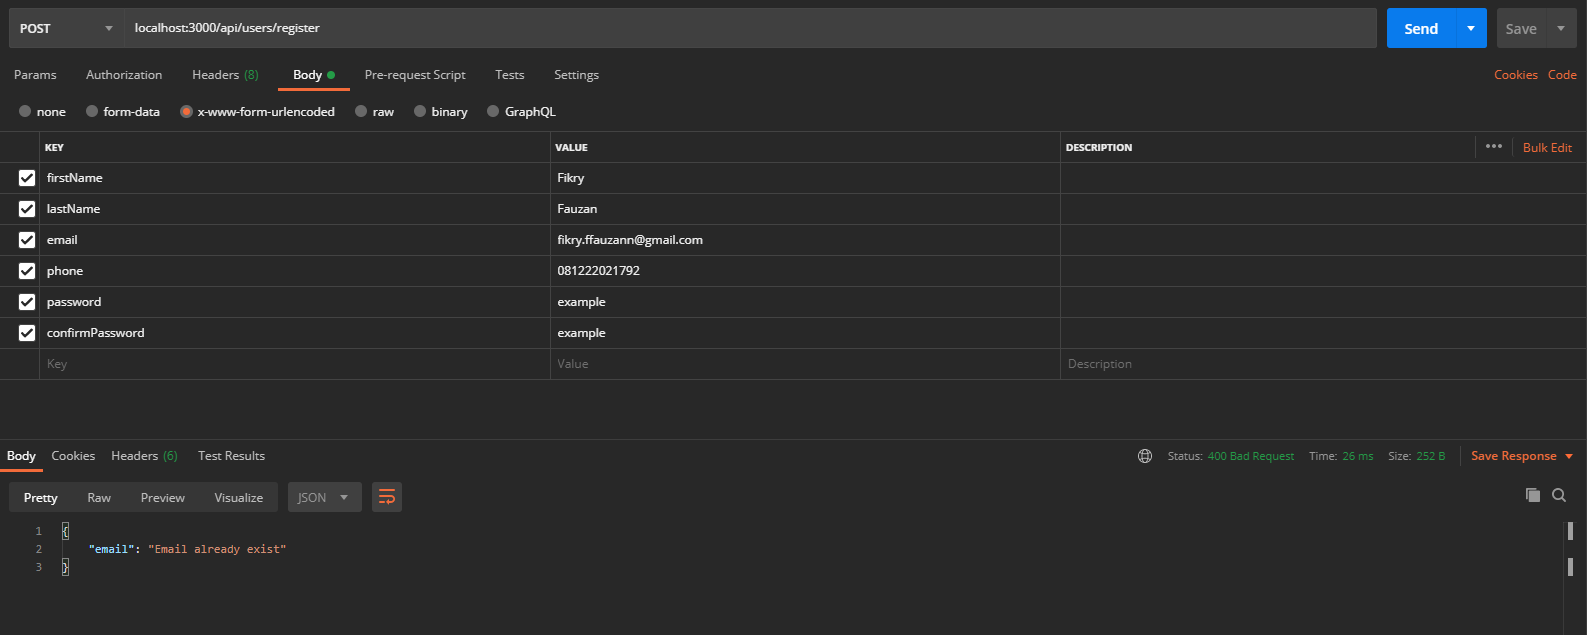 POST localhost:3000/api/users/register Send Save
Params Authorization Headers (8) Body Pre-request Script Tests Settings Cookies Code
none form-data x-www-form-urlencoded raw binary GraphQL
KEY VALUE DESCRIPTION ••• Bulk Edit
firstName Fikry
lastName Fauzan
email fikry.ffauzann@gmail.com
phone 081222021792
password example
confirmPassword example
Key Value Description
Body Cookies Headers (6) Test Results Status: 400 Bad Request Time: 26 ms Size: 252 B Save Response
Pretty Raw Preview Visualize JSON
1 {
2 "email": "Email already exist"
3 }